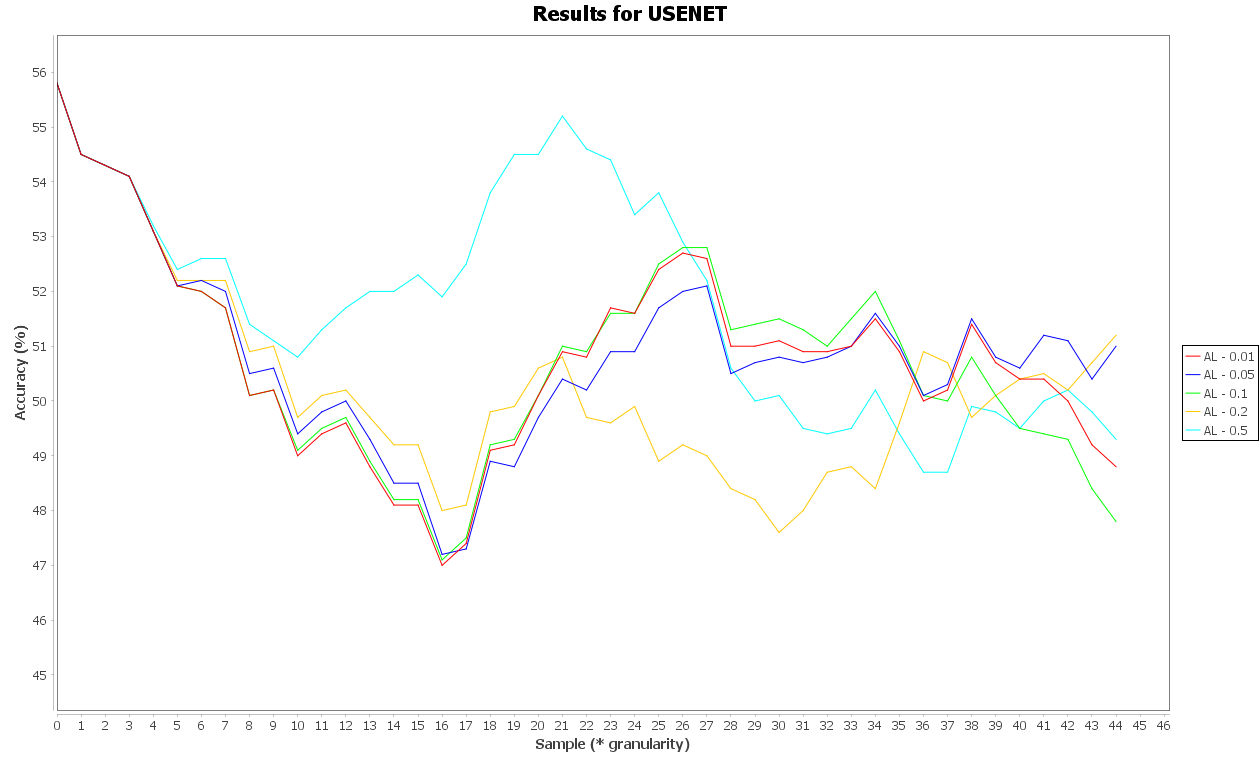 Results for USENET
56
55
54
53
52
51
50
49
48
47
46
45
Accuracy (%)
0 1 2 3 4 5 6 7 8 9 10 11 12 13 14 15 16 17 18 19 20 21 22 23 24 25 26 27 28 29 30 31 32 33 34 35 36 37 38 39 40 41 42 43 44 45 46
Sample (* granularity)
AL - 0.01
AL - 0.05
AL - 0.1
AL - 0.2
AL - 0.5